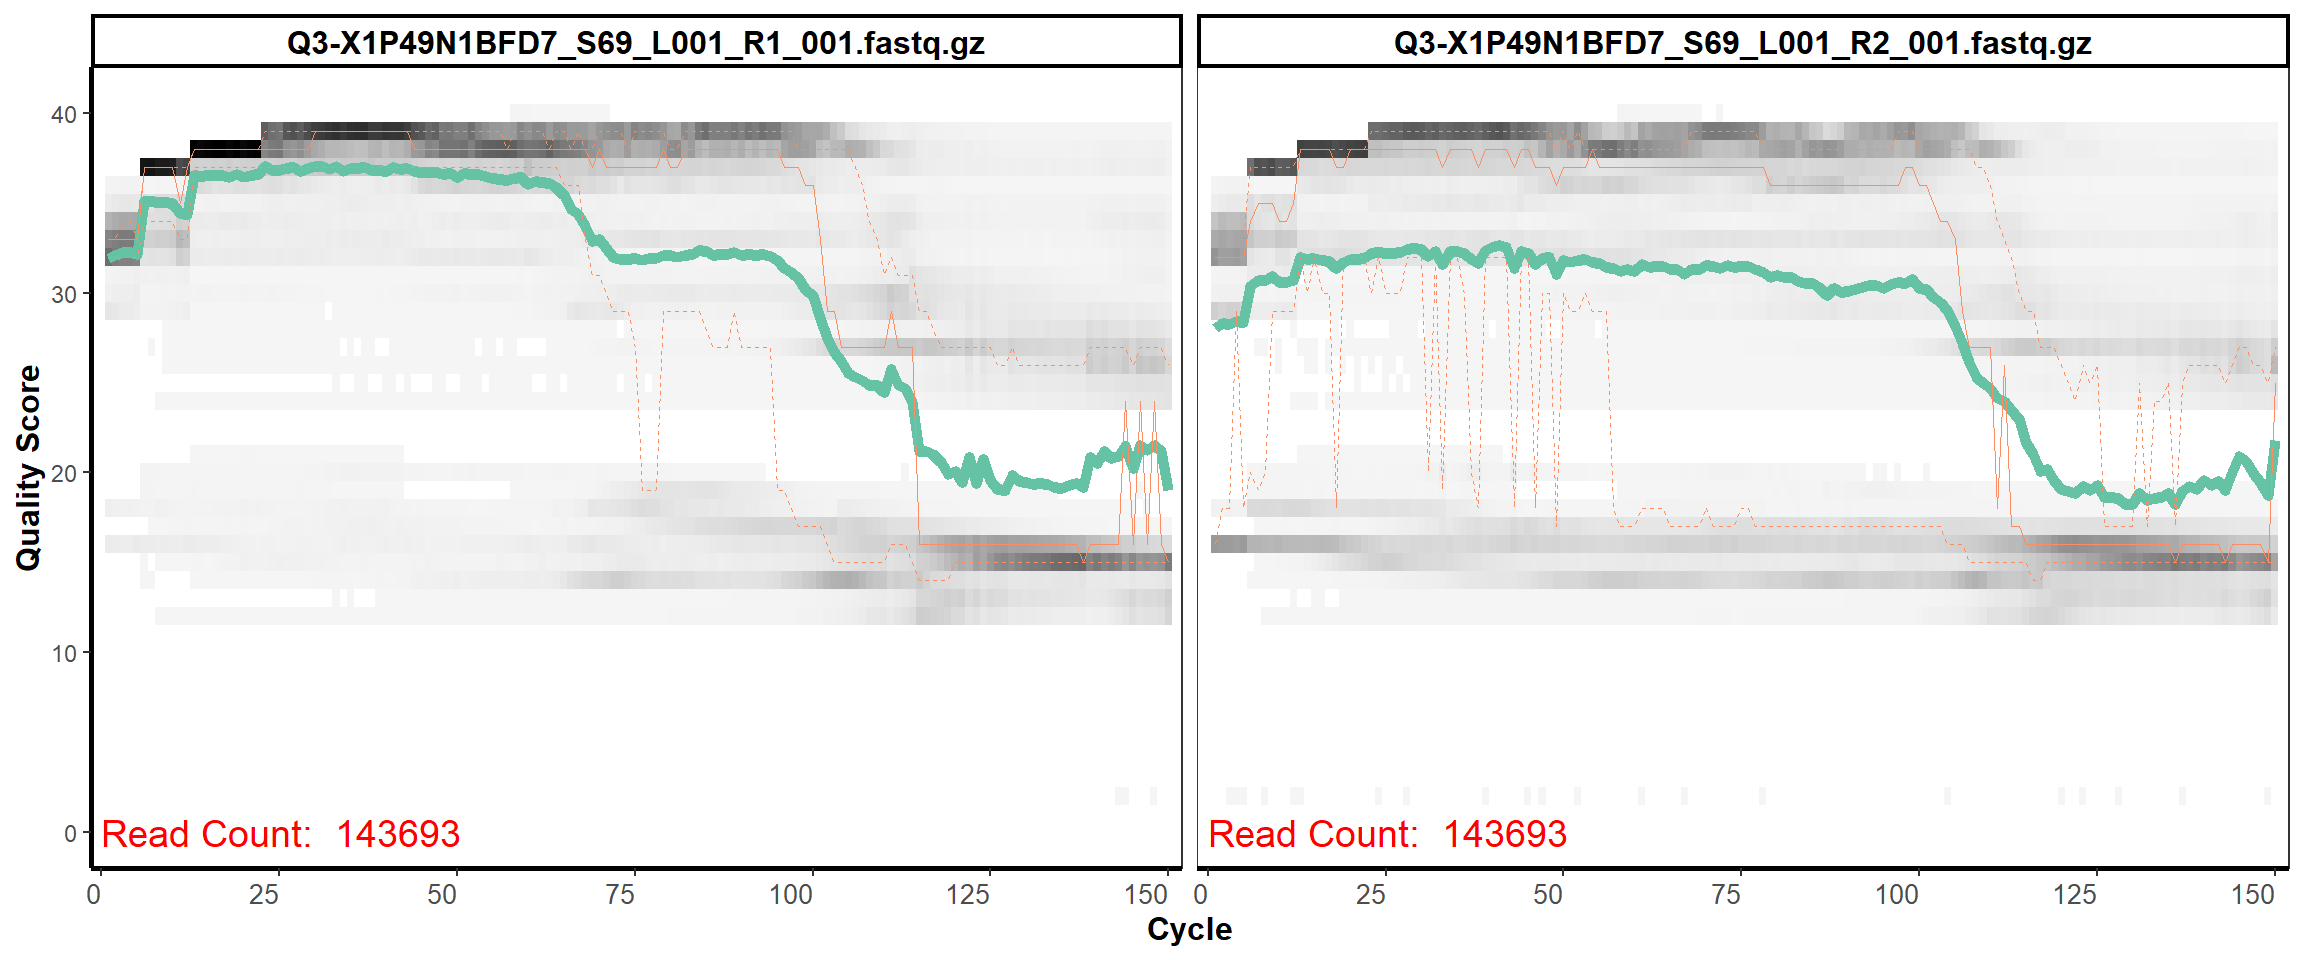 Q3-X1P49N1BFD7_S69_L001_R1_001.fastq.gz
Q3-X1P49N1BFD7_S69_L001_R2_001.fastq.gz
40
30
20
10
0
Quality Score
Read Count: 143693
Read Count: 143693
0 25 50 75 100 125 150
0 25 50 75 100 125 150
Cycle